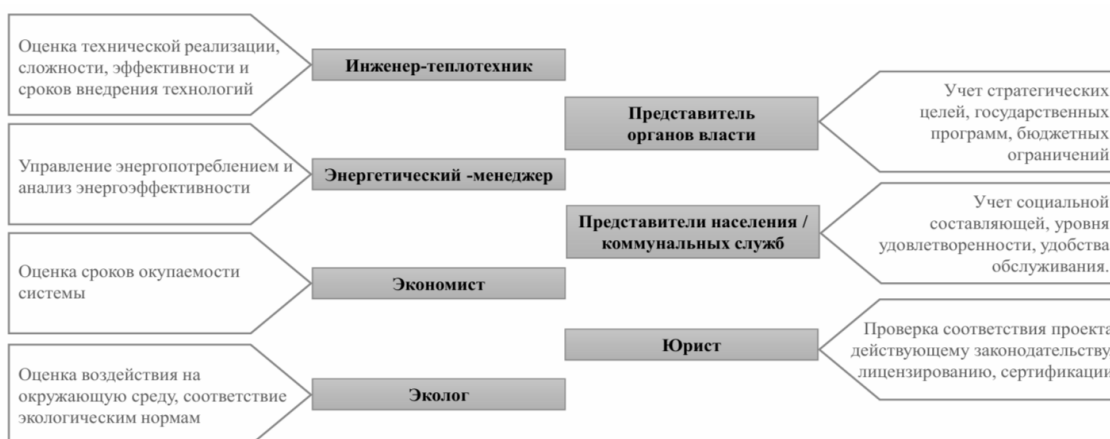 Оценка технической реализации,
сложности, эффективности и
сроков внедрения технологий
Инженер-теплотехник
Представитель
органов власти
Учет стратегических
целей, государственных
программ, бюджетных
ограничений
Управление энергопотреблением и
анализ энергоэффективности
Энергетический -менеджер
Представители населения /
коммунальных служб
Учет социальной
составляющей, уровня
удовлетворенности, удобства
обслуживания.
Оценка сроков окупаемости
системы
Экономист
Юрист
Проверка соответствия проекта
действующему законодательству,
лицензированию, сертификации
Оценка воздействия на
окружающую среду, соответствие
экологическим нормам
Эколог